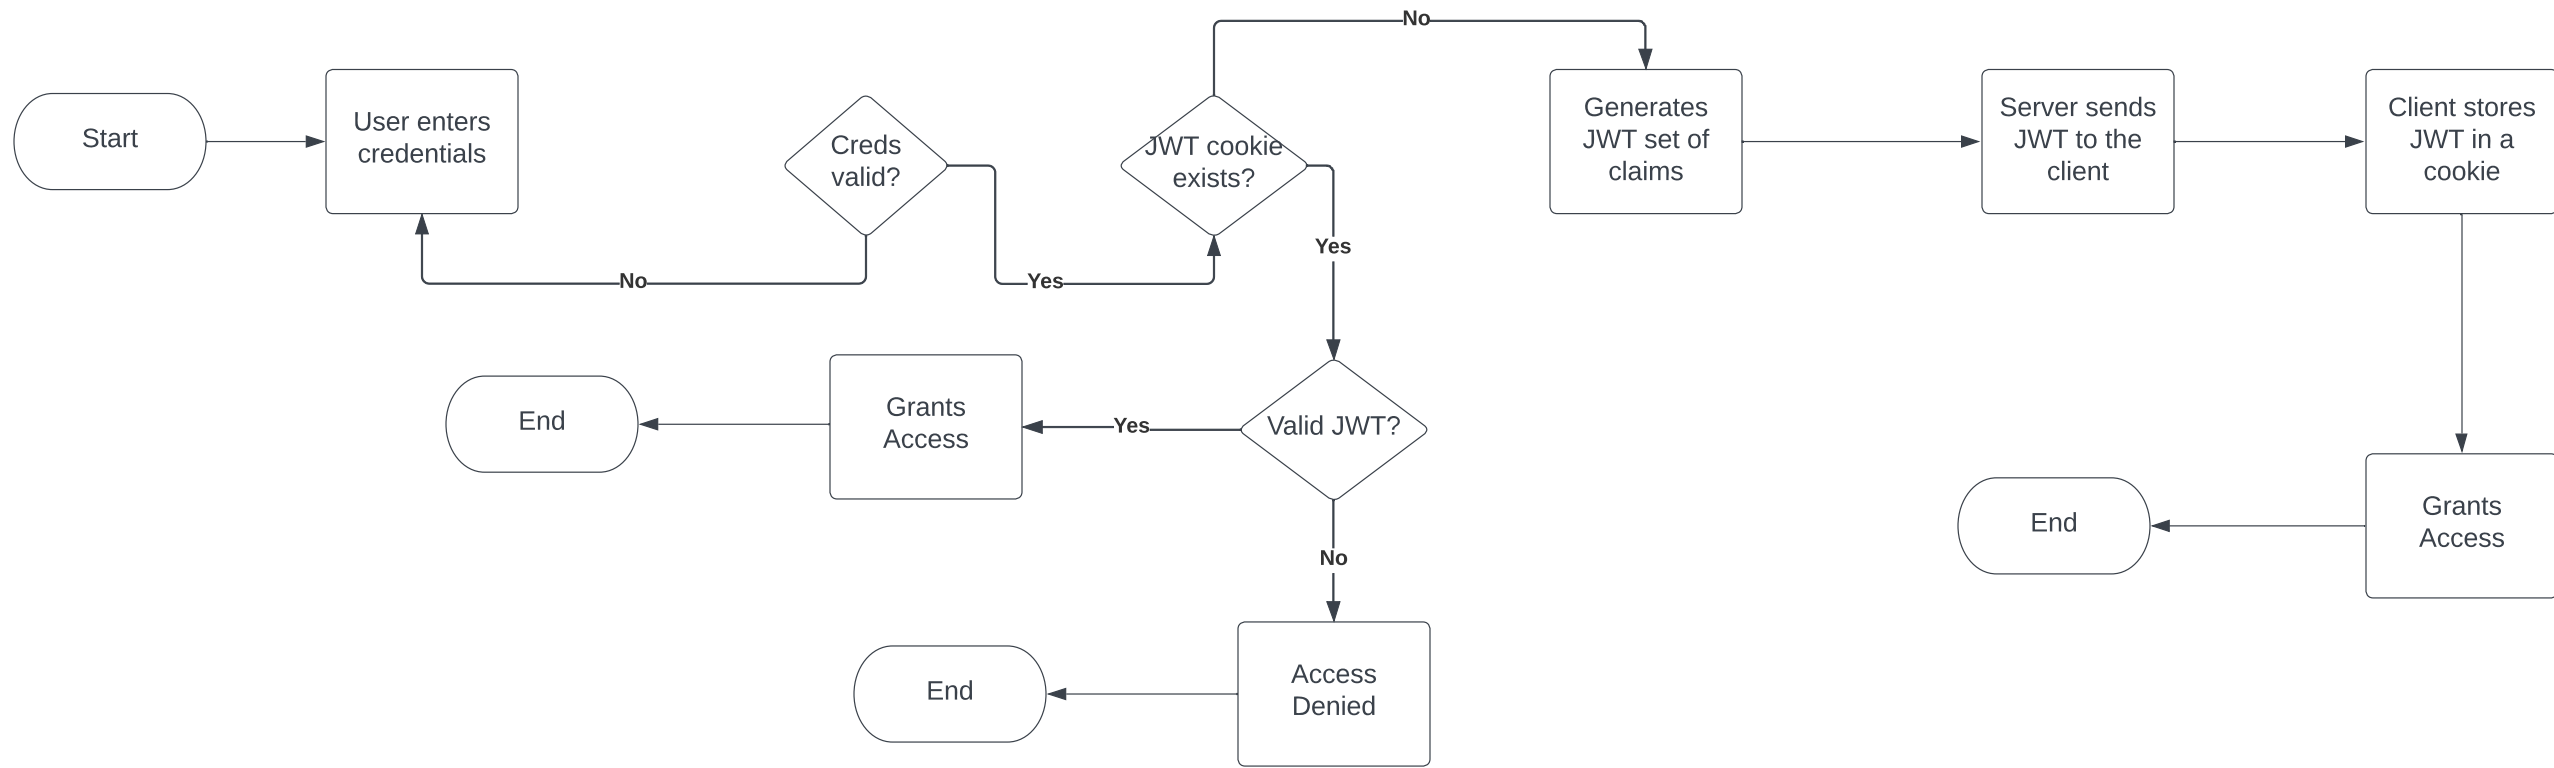 No
Start
User enters
credentials
Creds
valid?
JWT cookie
exists?
Generates
JWT set of
claims
Server sends
JWT to the
client
Client stores
JWT in a
cookie
Yes
No
Yes
End
Grants
Access
Yes
Valid JWT?
No
End
Grants
Access
End
Access
Denied